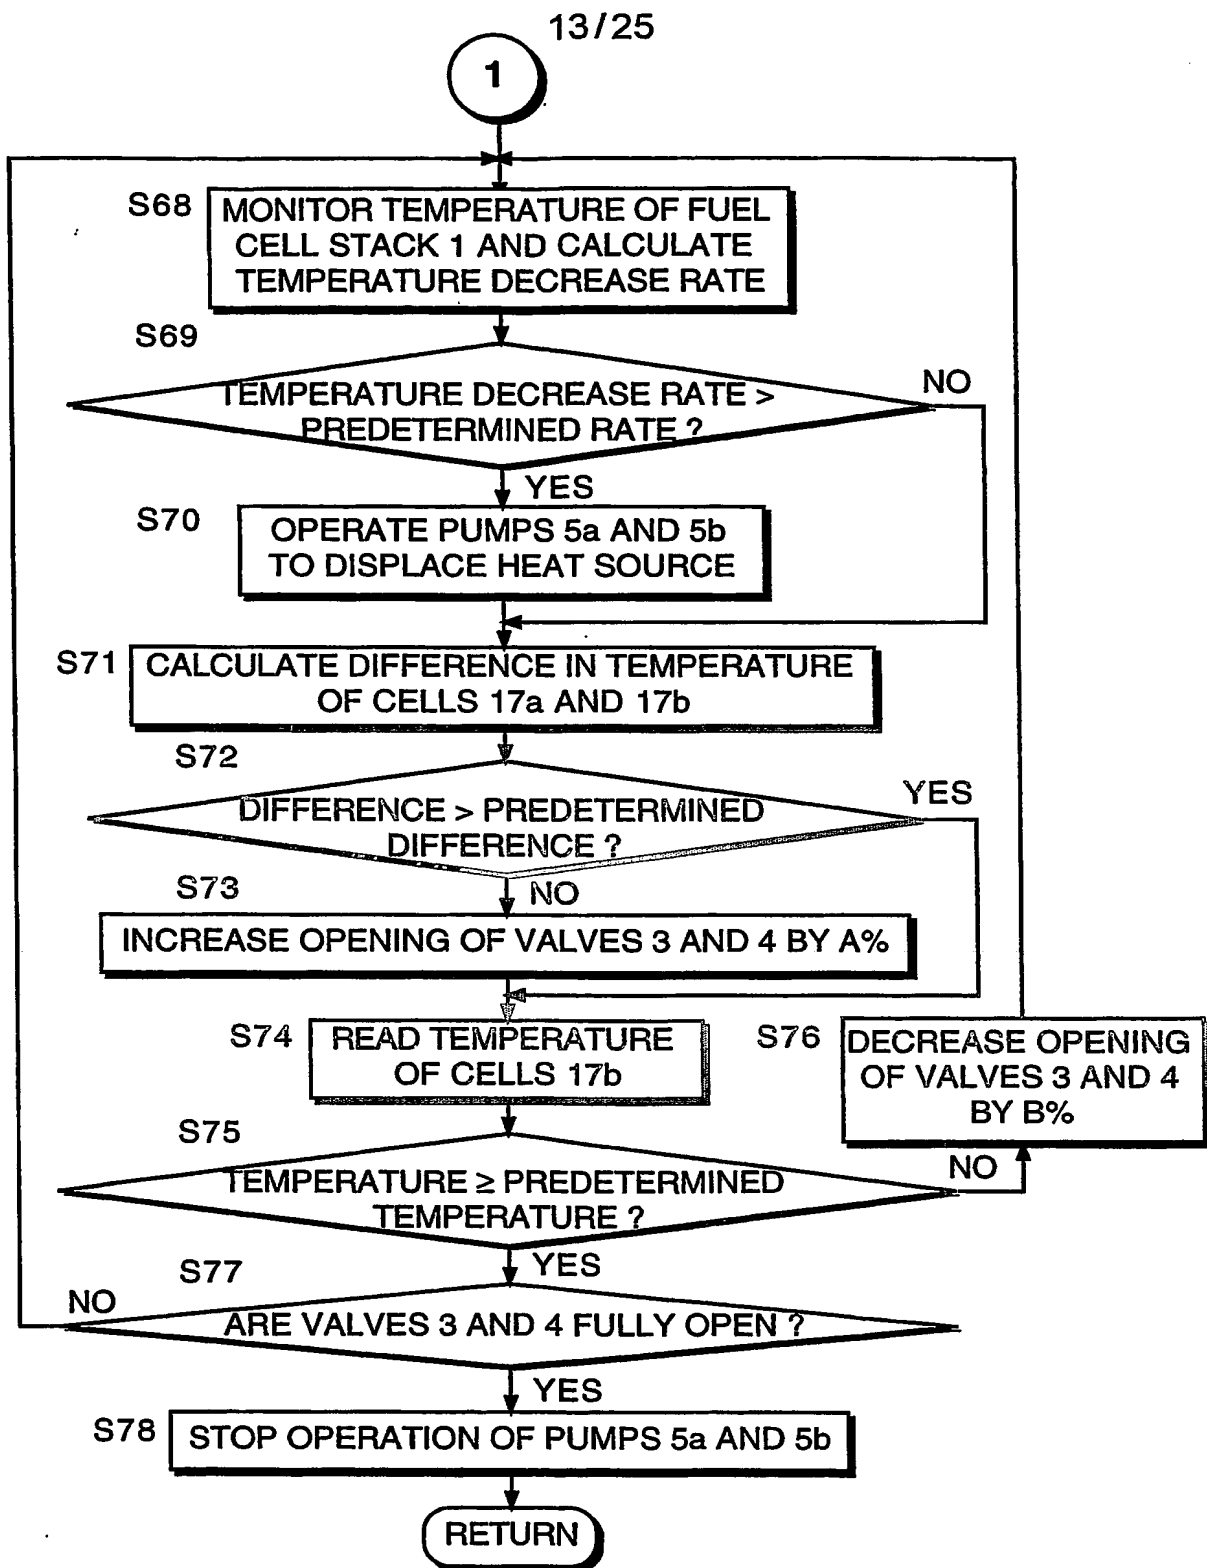 13/25
1
S68
MONITOR TEMPERATURE OF FUEL
CELL STACK 1 AND CALCULATE
TEMPERATURE DECREASE RATE
S69
TEMPERATURE DECREASE RATE >
PREDETERMINED RATE ?
NO
YES
S70
OPERATE PUMPS 5a AND 5b
TO DISPLACE HEAT SOURCE
S71
CALCULATE DIFFERENCE IN TEMPERATURE
OF CELLS 17a AND 17b
S72
DIFFERENCE > PREDETERMINED
DIFFERENCE ?
YES
NO
S73
INCREASE OPENING OF VALVES 3 AND 4 BY A%
S74
READ TEMPERATURE
OF CELLS 17b
S76
DECREASE OPENING
OF VALVES 3 AND 4
BY B%
S75
TEMPERATURE ≥ PREDETERMINED
TEMPERATURE ?
NO
YES
S77
NO
ARE VALVES 3 AND 4 FULLY OPEN ?
YES
S78
STOP OPERATION OF PUMPS 5a AND 5b
RETURN